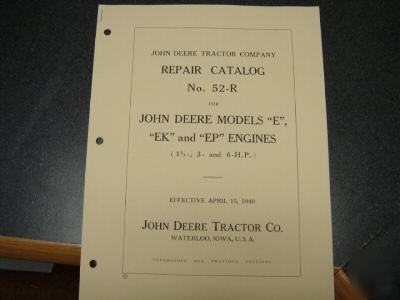 JOHN DEERE TRACTOR COMPANY
REPAIR CATALOG
No. 52-R
FOR
JOHN DEERE MODELS "E",
"EK" and "EP" ENGINES
(1½-, 3- and 6-H.P.)
EFFECTIVE APRIL 15, 1940
JOHN DEERE TRACTOR CO.
WATERLOO, IOWA, U.S.A.
SUPERSEDES ALL PREVIOUS EDITIONS